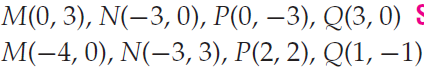 M(0, 3), N(−3, 0), P(0, −3), Q(3, 0)
M(−4, 0), N(−3, 3), P(2, 2), Q(1, −1)